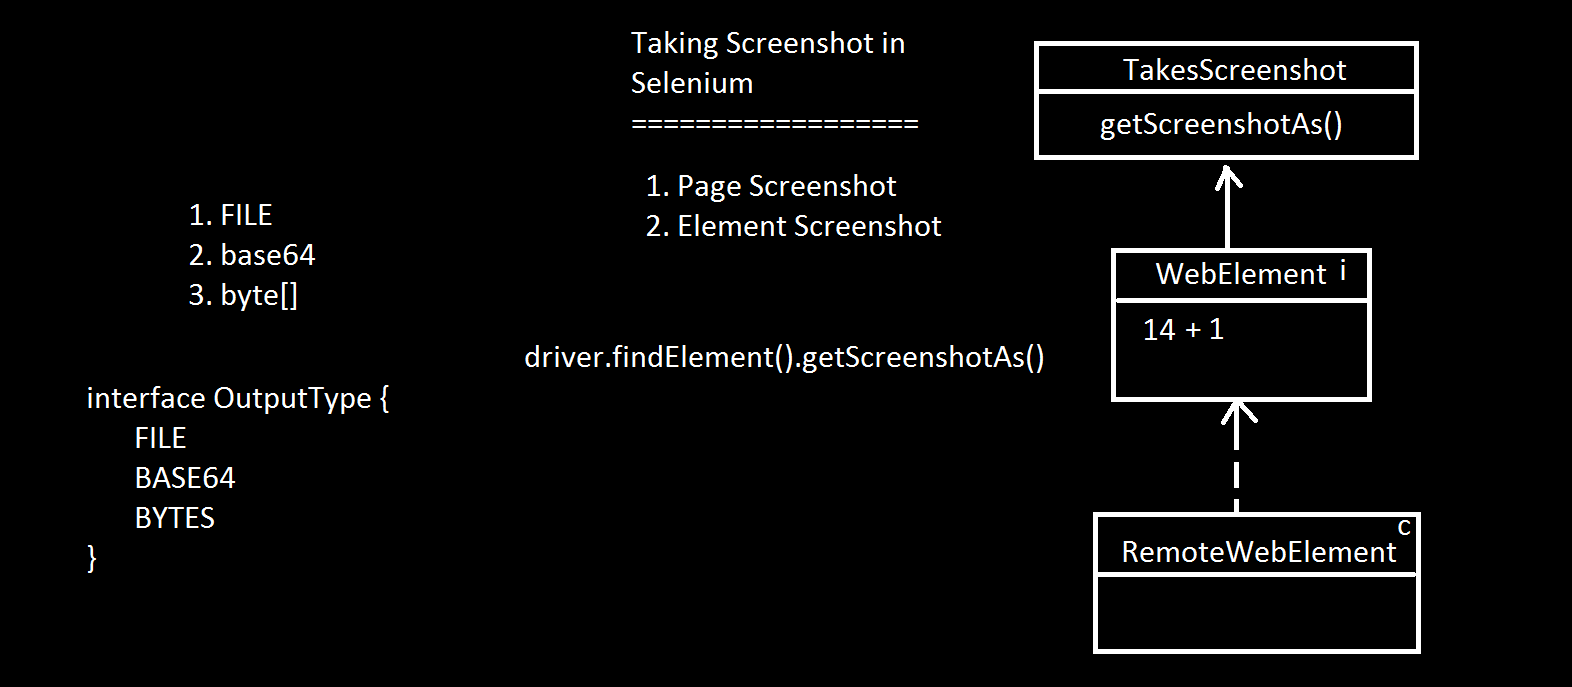 Taking Screenshot in
Selenium
==================
1. Page Screenshot
2. Element Screenshot
1. FILE
2. base64
3. byte[]
driver.findElement().getScreenshotAs()
interface OutputType {
FILE
BASE64
BYTES
}
TakesScreenshot
getScreenshotAs()
WebElement i
14 + 1
c
RemoteWebElement